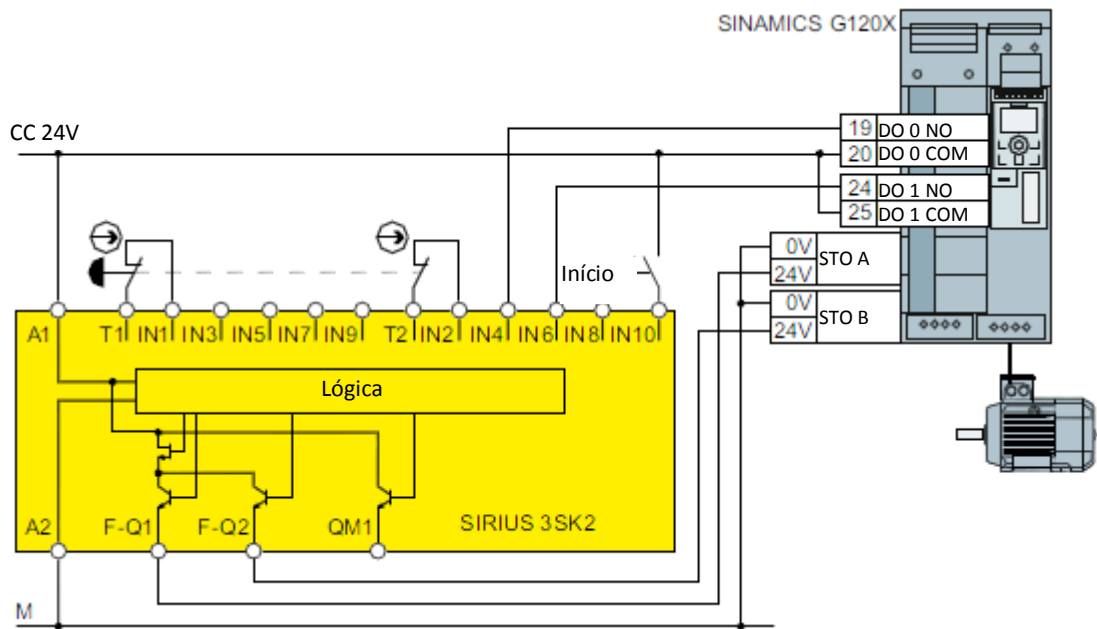 SINAMICS G120X
CC 24V
19 DO 0 NO
20 DO 0 COM
24 DO 1 NO
25 DO 1 COM
0V
24V
STO A
0V
24V
STO B
Início
A1 T1 IN1 IN3 IN5 IN7 IN9 T2 IN2 IN4 IN6 IN8 IN10
Lógica
A2 F-Q1 F-Q2 QM1 SIRIUS 3SK2
M